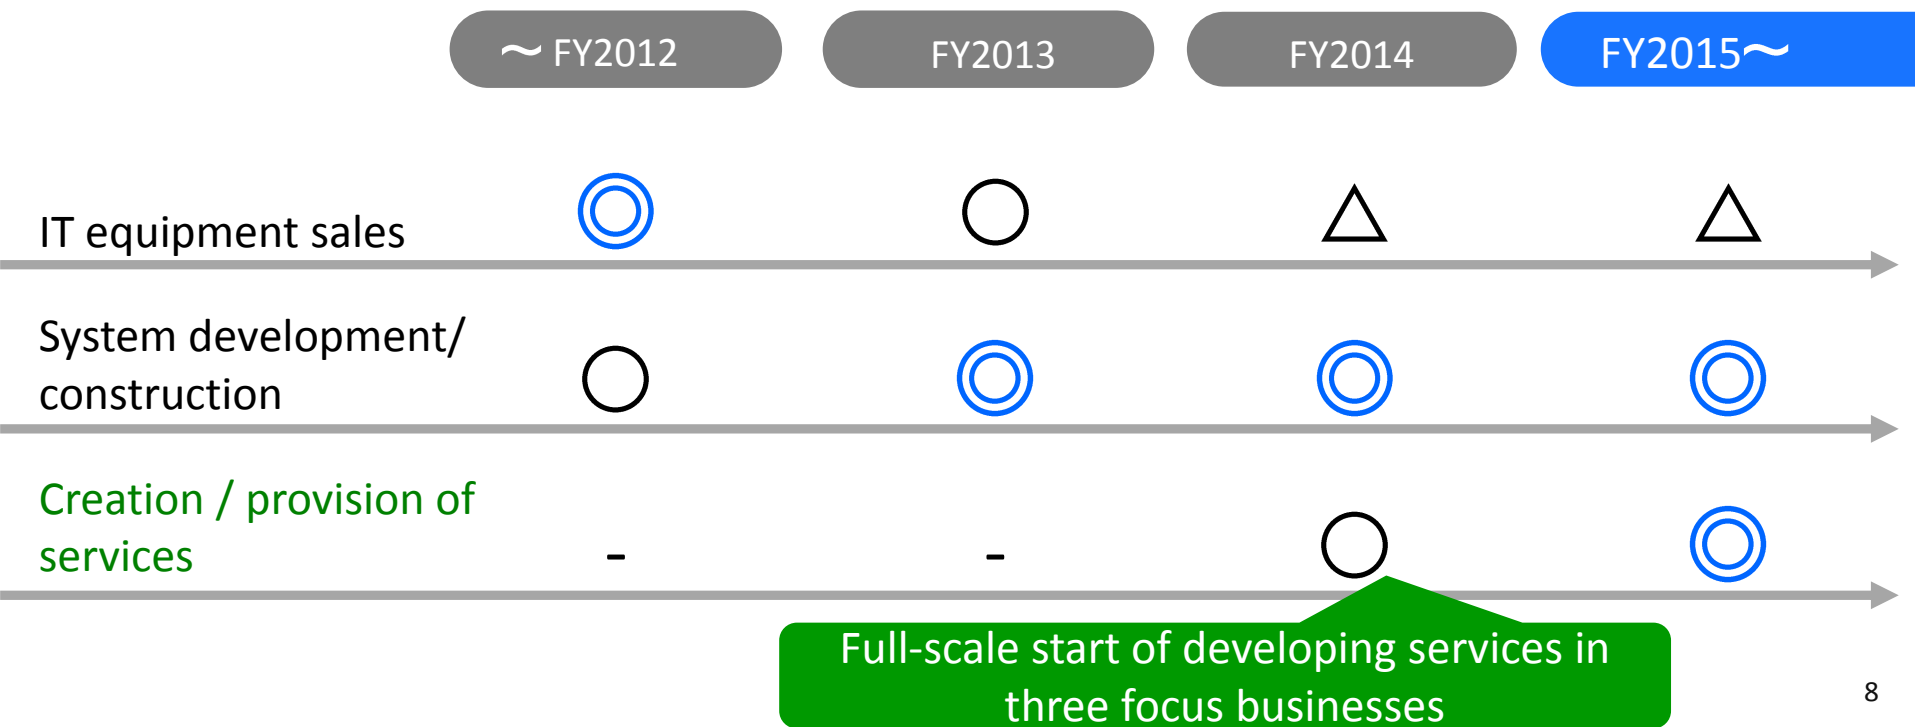 ～ FY2012
FY2013
FY2014
FY2015～
IT equipment sales
◎ ○ △ △
System development/
construction
○ ◎ ◎ ◎
Creation / provision of
services
- - ○ ◎
Full-scale start of developing services in
three focus businesses
8